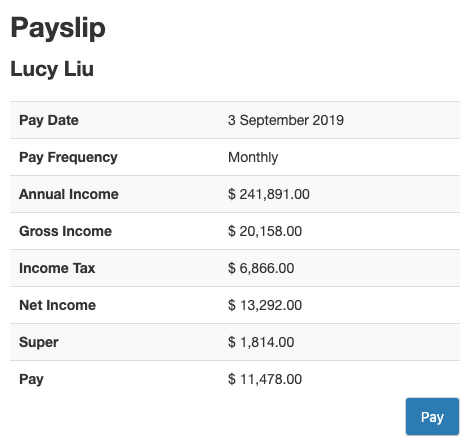 Payslip
Lucy Liu
Pay Date 3 September 2019
Pay Frequency Monthly
Annual Income $ 241,891.00
Gross Income $ 20,158.00
Income Tax $ 6,866.00
Net Income $ 13,292.00
Super $ 1,814.00
Pay $ 11,478.00
Pay